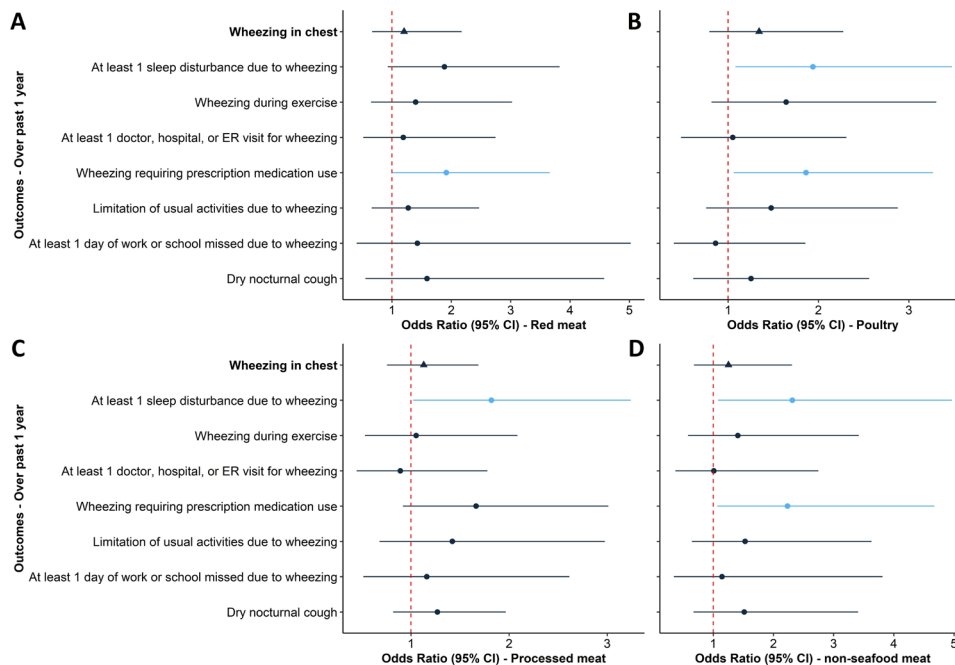 A
B
Wheezing in chest
At least 1 sleep disturbance due to wheezing
Wheezing during exercise
At least 1 doctor, hospital, or ER visit for wheezing
Wheezing requiring prescription medication use
Limitation of usual activities due to wheezing
At least 1 day of work or school missed due to wheezing
Dry nocturnal cough
Outcomes - Over past 1 year
1 2 3 4 5
Odds Ratio (95% CI) - Red meat
1 2 3
Odds Ratio (95% CI) - Poultry
C
D
Wheezing in chest
At least 1 sleep disturbance due to wheezing
Wheezing during exercise
At least 1 doctor, hospital, or ER visit for wheezing
Wheezing requiring prescription medication use
Limitation of usual activities due to wheezing
At least 1 day of work or school missed due to wheezing
Dry nocturnal cough
Outcomes - Over past 1 year
1 2 3
Odds Ratio (95% CI) - Processed meat
1 2 3 4 5
Odds Ratio (95% CI) - non-seafood meat